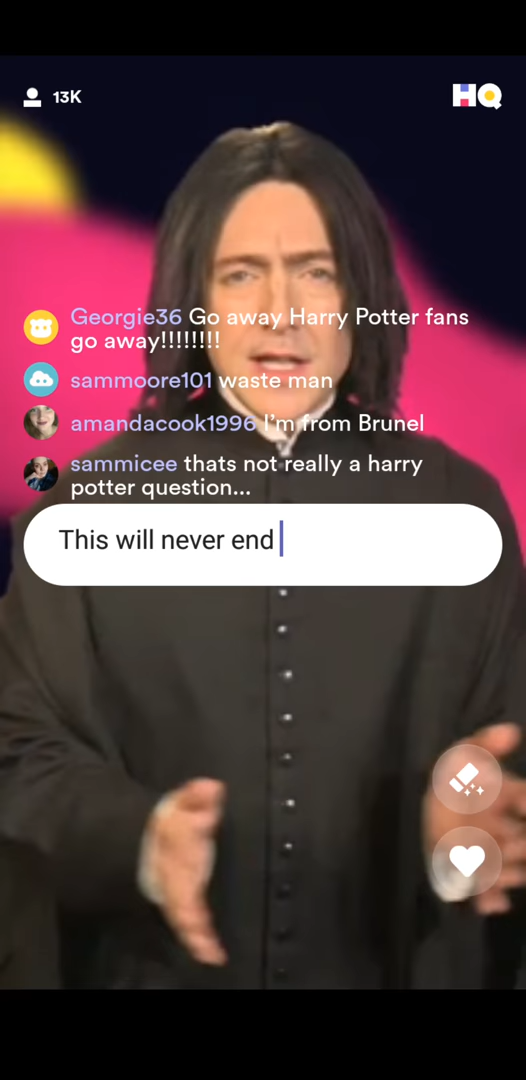 13K
HQ
Georgie36 Go away Harry Potter fans
go away!!!!!!!!
sammoore101 waste man
amandacook1996 I'm from Brunel
sammicee thats not really a harry
potter question...
This will never end